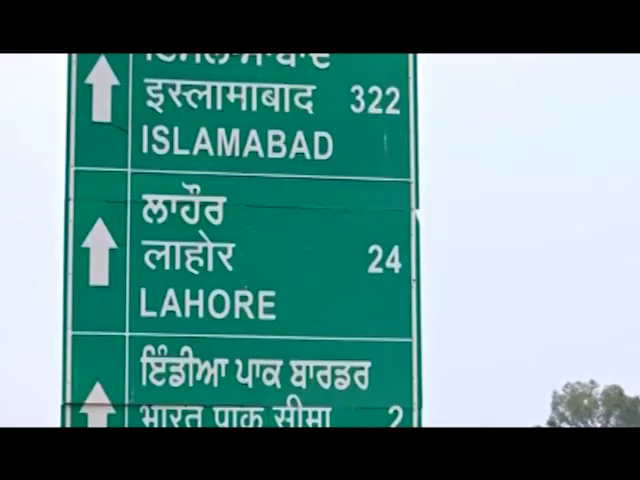 इस्लामाबाद 322
ISLAMABAD
ਲਾਹੌਰ
लाहोर 24
LAHORE
ਇੰਡੀਆ ਪਾਕ ਬਾਰਡਰ
भारत पाक सीमा 2